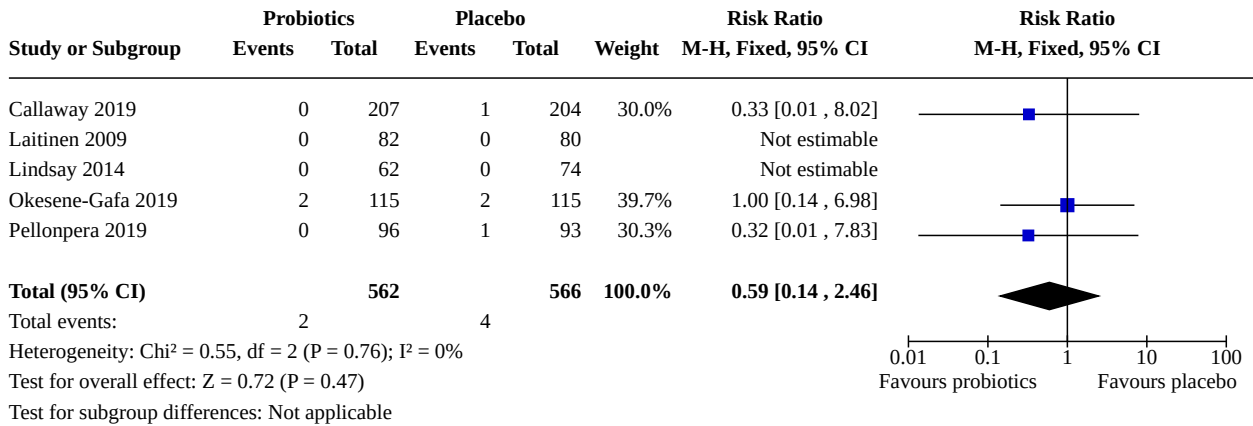 Probiotics Placebo Risk Ratio Risk Ratio
Study or Subgroup Events Total Events Total Weight M-H, Fixed, 95% CI M-H, Fixed, 95% CI
Callaway 2019 0 207 1 204 30.0% 0.33 [0.01 , 8.02]
Laitinen 2009 0 82 0 80 Not estimable
Lindsay 2014 0 62 0 74 Not estimable
Okesene-Gafa 2019 2 115 2 115 39.7% 1.00 [0.14 , 6.98]
Pellonpera 2019 0 96 1 93 30.3% 0.32 [0.01 , 7.83]
Total (95% CI) 562 566 100.0% 0.59 [0.14 , 2.46]
Total events: 2 4
Heterogeneity: Chi² = 0.55, df = 2 (P = 0.76); I² = 0%
0.01 0.1 1 10 100
Test for overall effect: Z = 0.72 (P = 0.47) Favours probiotics Favours placebo
Test for subgroup differences: Not applicable